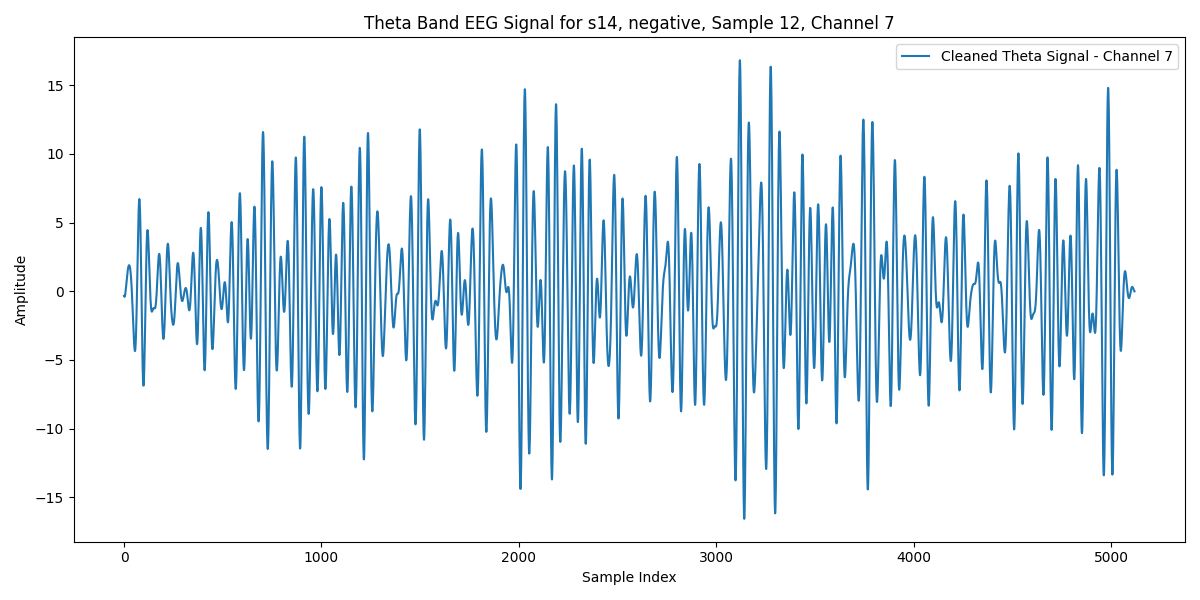 Theta Band EEG Signal for s14, negative, Sample 12, Channel 7
Cleaned Theta Signal - Channel 7
Amplitude
15
10
5
0
−5
−10
−15
0 1000 2000 3000 4000 5000
Sample Index